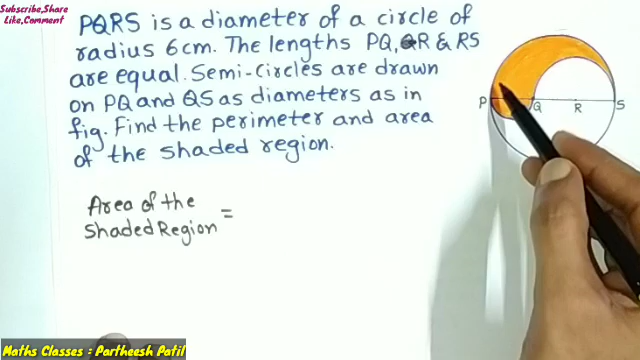 Subscribe,Share
Like,Comment
PQRS is a diameter of a circle of
radius 6cm. The lengths PQ, QR & RS
are equal. Semi-Circles are drawn
on PQ and QS as diameters as in
fig. Find the perimeter and area
of the shaded region.
P Q R S
Area of the
Shaded Region =
Maths Classes : Partheesh Patil